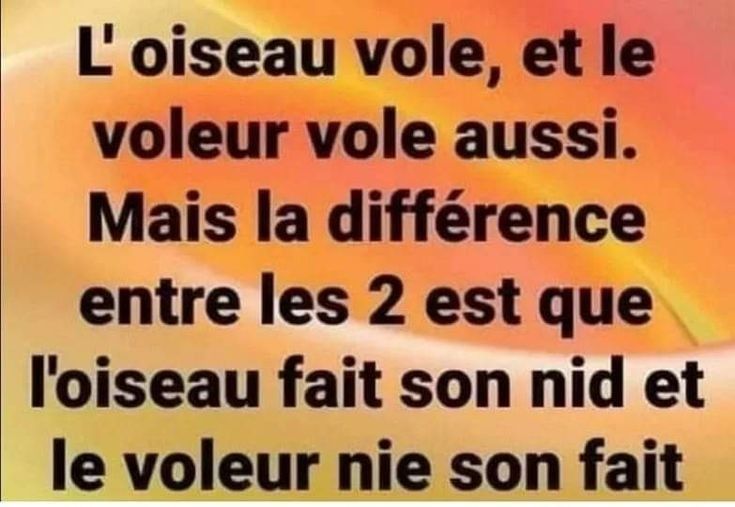 L' oiseau vole, et le
voleur vole aussi.
Mais la différence
entre les 2 est que
l'oiseau fait son nid et
le voleur nie son fait